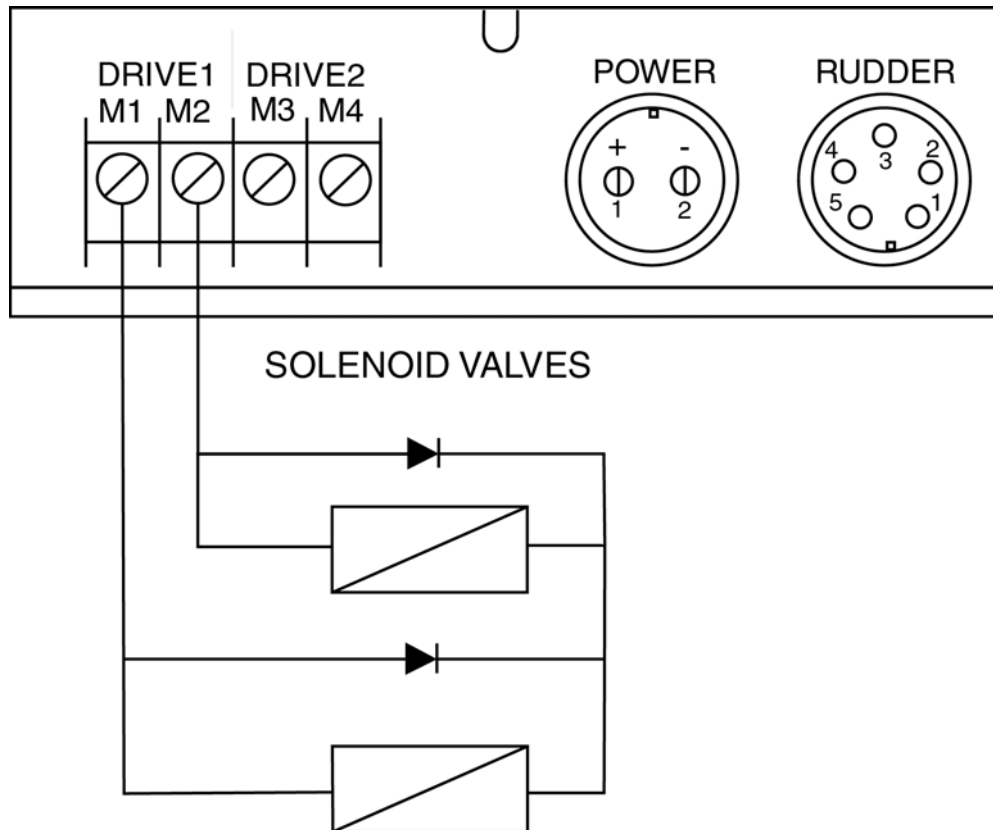 DRIVE1 DRIVE2 POWER RUDDER
M1 M2 M3 M4
+ - 4 3 2
1 2 5 1
SOLENOID VALVES